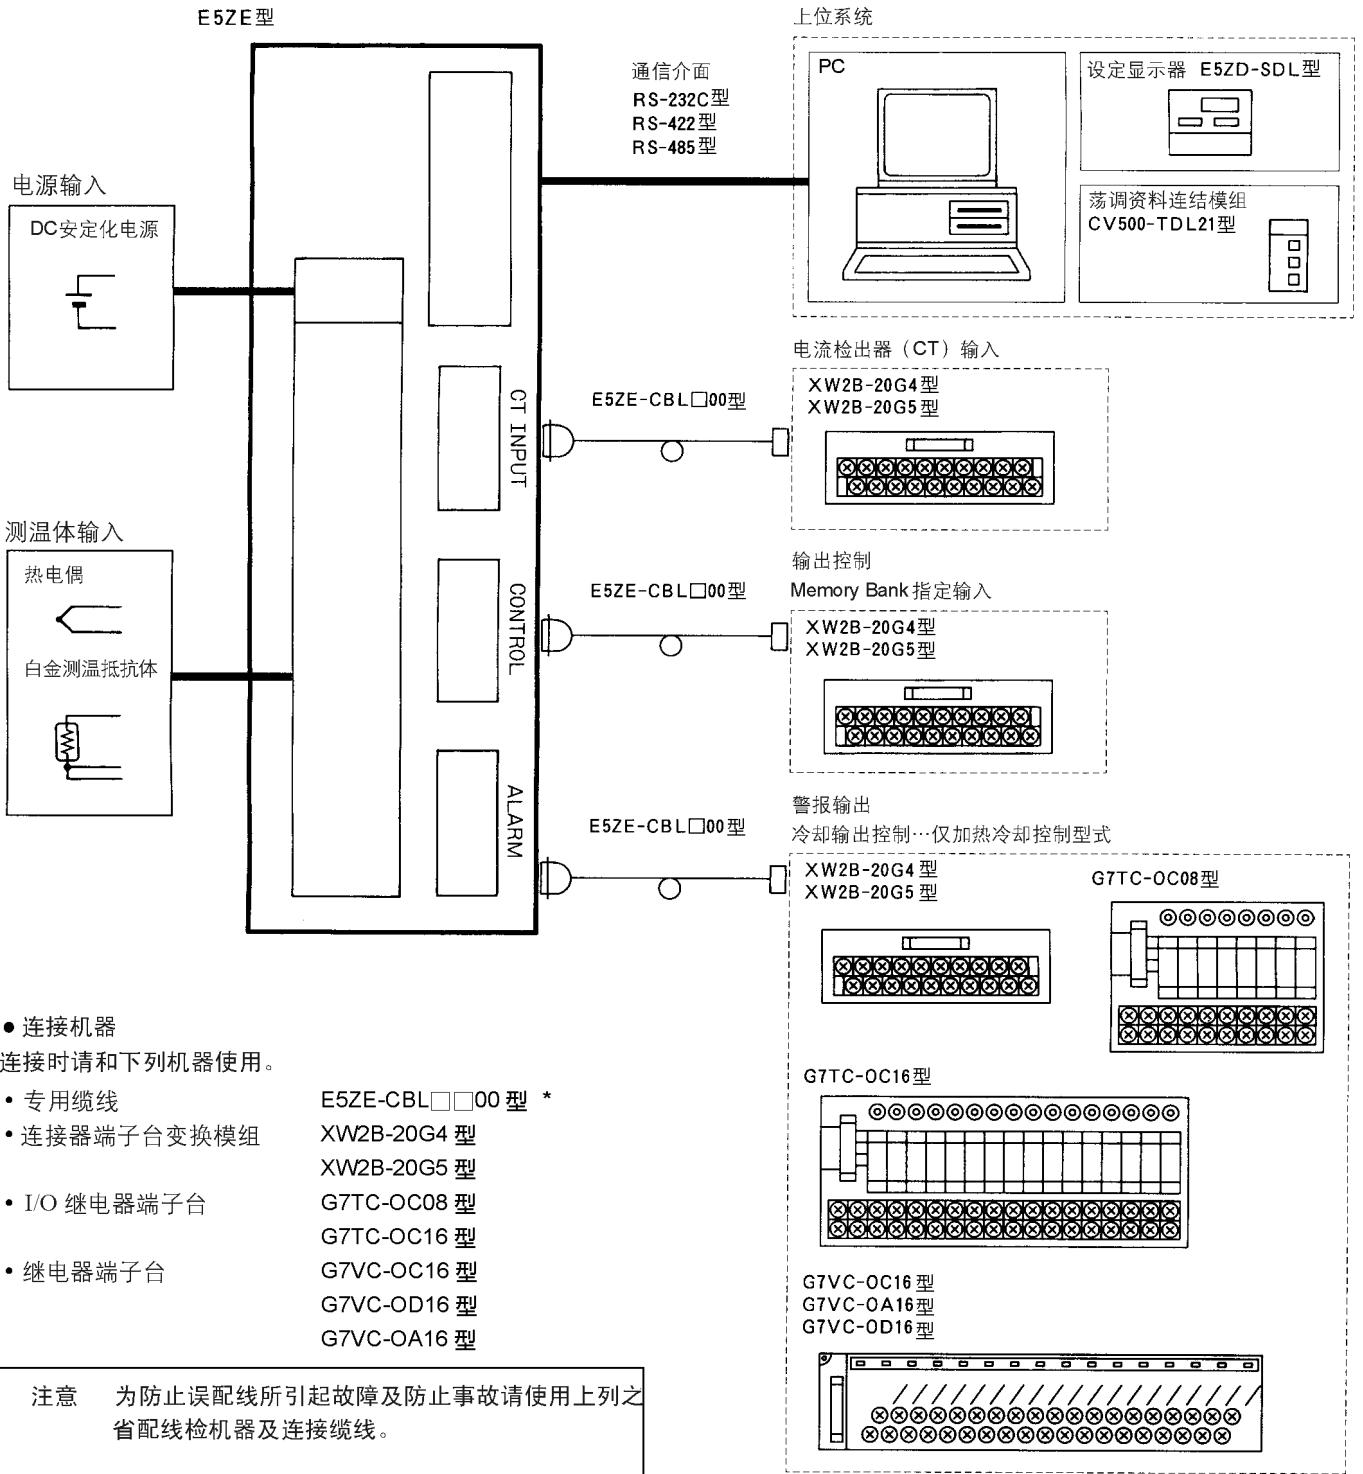 E5ZE型
上位系统
通信介面
RS-232C型
RS-422型
RS-485型
PC
设定显示器 E5ZD-SDL型
荡调资料连结模组
CV500-TDL21型
电源输入
DC安定化电源
电流检出器（CT）输入
XW2B-20G4型
XW2B-20G5型
E5ZE-CBL□00型
CT INPUT
测温体输入
热电偶
白金测温抵抗体
输出控制
Memory Bank 指定输入
XW2B-20G4型
XW2B-20G5型
E5ZE-CBL□00型
CONTROL
警报输出
冷却输出控制…仅加热冷却控制型式
XW2B-20G4 型
XW2B-20G5 型
G7TC-OC08型
E5ZE-CBL□00型
ALARM
G7TC-OC16型
G7VC-OC16 型
G7VC-OA16型
G7VC-OD16型
● 连接机器
连接时请和下列机器使用。
• 专用缆线 E5ZE-CBL□□00 型 *
• 连接器端子台变换模组 XW2B-20G4 型
XW2B-20G5 型
• I/O 继电器端子台 G7TC-OC08 型
G7TC-OC16 型
• 继电器端子台 G7VC-OC16 型
G7VC-OD16 型
G7VC-OA16 型
注意 为防止误配线所引起故障及防止事故请使用上列之
省配线检机器及连接缆线。